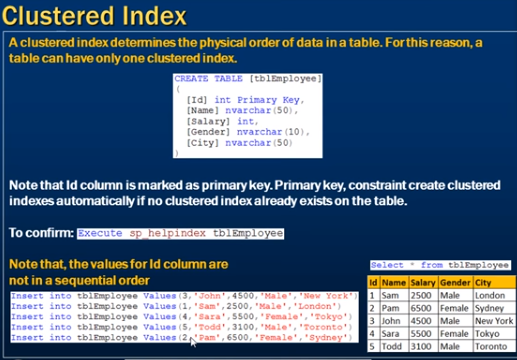 Clustered Index
A clustered index determines the physical order of data in a table. For this reason, a
table can have only one clustered index.
CREATE TABLE [tblEmployee]
(
[Id] int Primary Key,
[Name] nvarchar(50),
[Salary] int,
[Gender] nvarchar(10),
[City] nvarchar(50)
)
Note that Id column is marked as primary key. Primary key, constraint create clustered
indexes automatically if no clustered index already exists on the table.
To confirm: Execute sp_helpindex tblEmployee
Note that, the values for Id column are
not in a sequential order
Insert into tblEmployee Values(3,'John',4500,'Male','New York')
Insert into tblEmployee Values(1,'Sam',2500,'Male','London')
Insert into tblEmployee Values(4,'Sara',5500,'Female','Tokyo')
Insert into tblEmployee Values(5,'Todd',3100,'Male','Toronto')
Insert into tblEmployee Values(2,'Pam',6500,'Female','Sydney')
Select * from tblEmployee
Id Name Salary Gender City
1 Sam 2500 Male London
2 Pam 6500 Female Sydney
3 John 4500 Male New York
4 Sara 5500 Female Tokyo
5 Todd 3100 Male Toronto